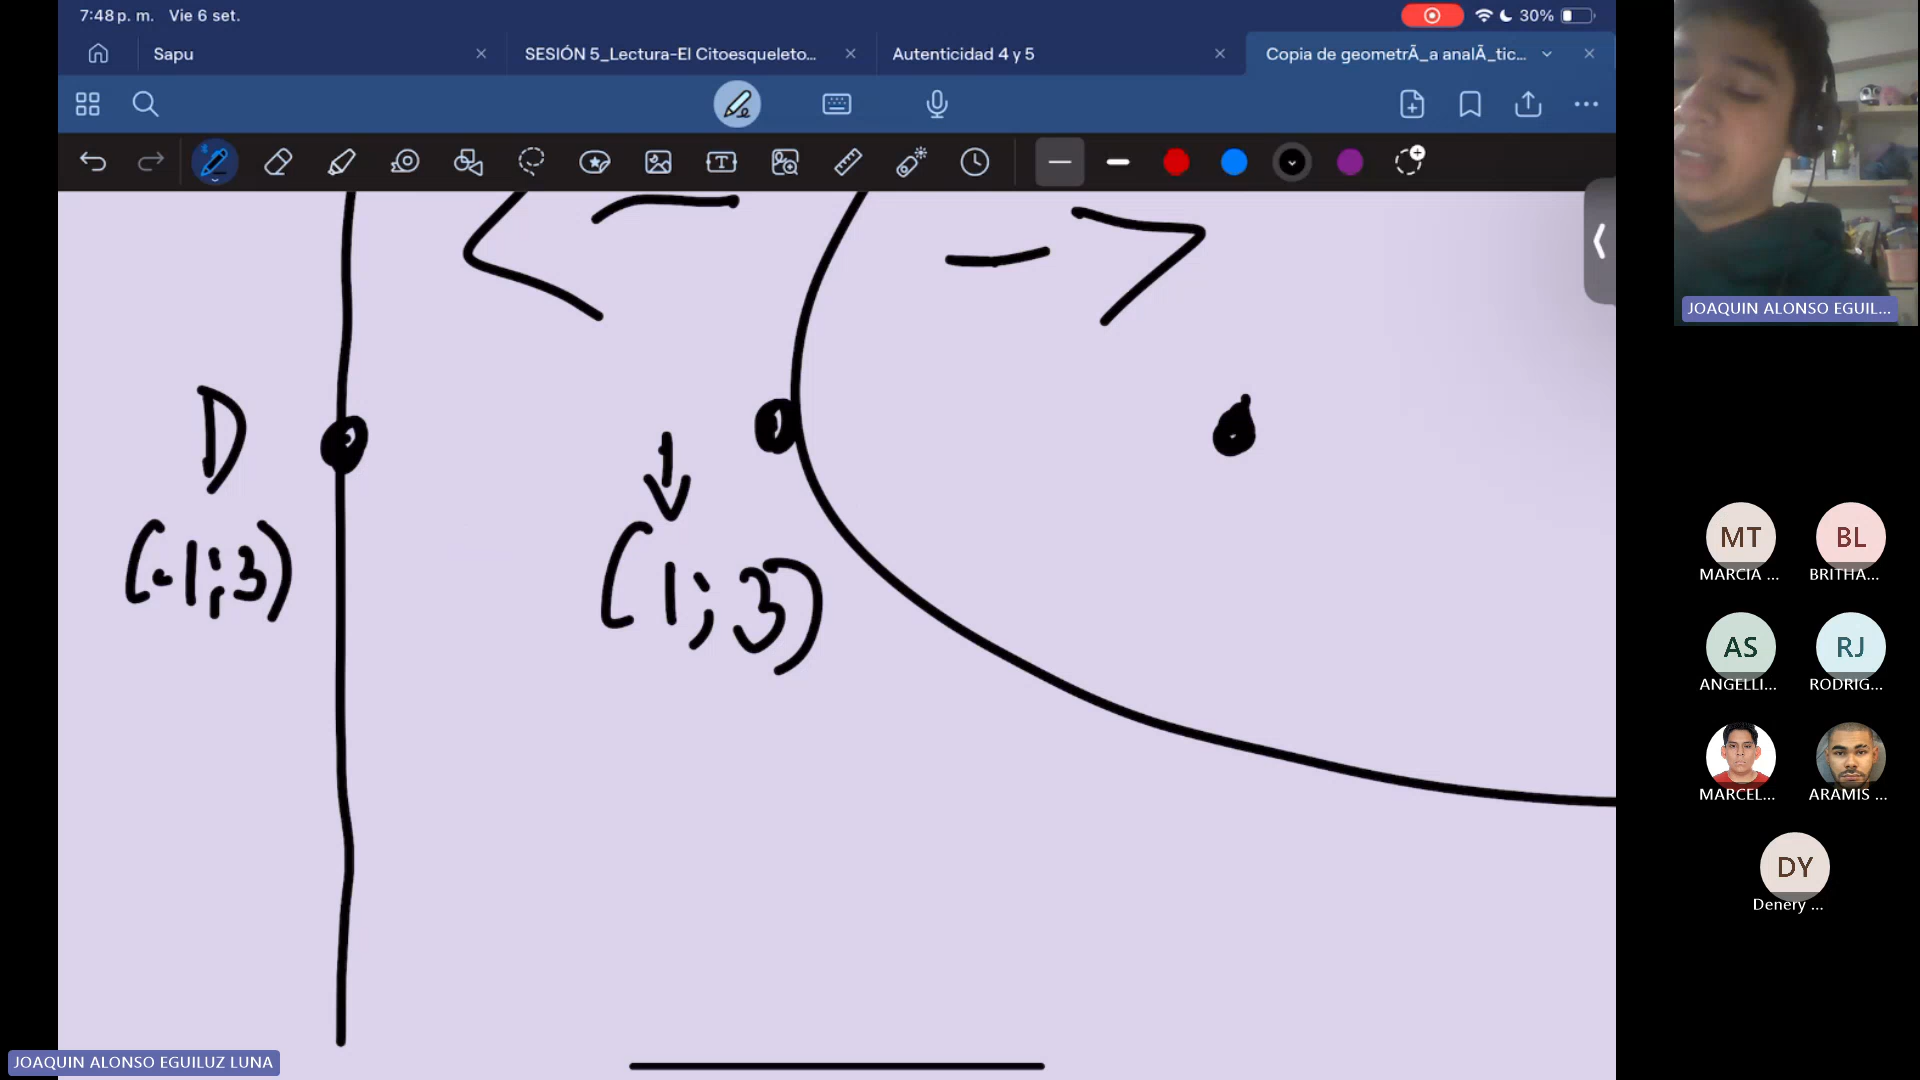 7:48 p. m. Vie 6 set.
30%
Sapu
SESIÓN 5_Lectura-El Citoesqueleto...
Autenticidad 4 y 5
Copia de geometrÃ_a analÃ_tic...
D
(-1;3)
(1;3)
JOAQUIN ALONSO EGUIL...
MT
MARCIA ...
BL
BRITHA...
AS
ANGELLI...
RJ
RODRIG...
MARCEL...
ARAMIS ...
DY
Denery ...
JOAQUIN ALONSO EGUILUZ LUNA